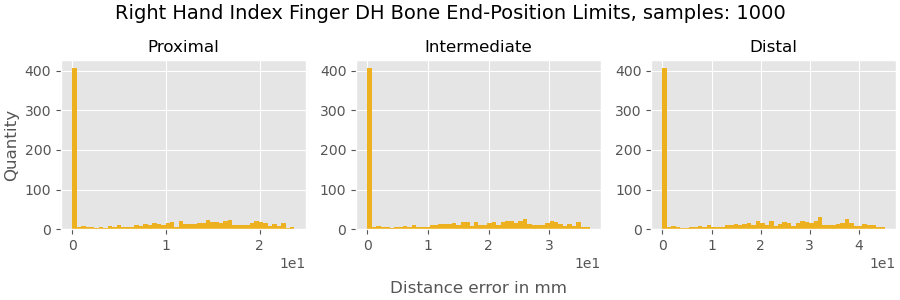 Right Hand Index Finger DH Bone End-Position Limits, samples: 1000
Proximal
Intermediate
Distal
Quantity
400
300
200
100
0
400
300
200
100
0
400
300
200
100
0
0 1 2
1e1
0 1 2 3
1e1
0 1 2 3 4
1e1
Distance error in mm